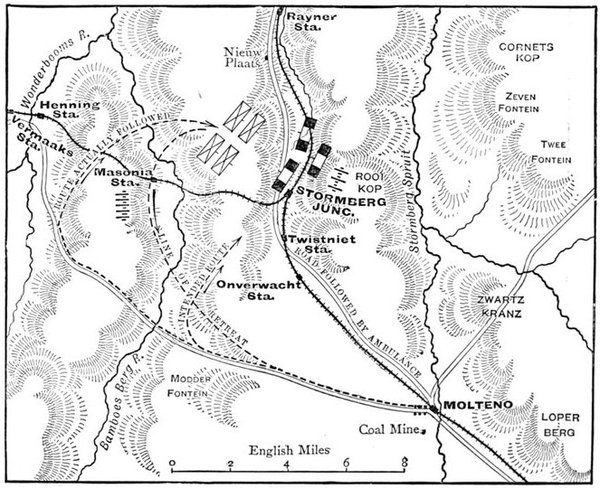 Rayner
Sta.
Nieuw
Plaats
Wonderbooms R.
CORNETS
KOP
ZEVEN
FONTEIN
TWEE
FONTEIN
Henning
Sta.
Vermaaks
Sta.
ROUTE ACTUALLY FOLLOWED
Masonia
Sta.
ROOI
KOP
STORMBERG
JUNC.
Stormberg Spruit
Twistniet
Sta.
LINE OF
INTENDED ROUTE
RETREAT
Onverwacht
Sta.
ROAD FOLLOWED BY AMBULANCE
ZWARTZ
KRANZ
Bamboes Berg R.
MODDER
FONTEIN
MOLTENO
Coal Mine
LOPER
BERG
English Miles
0 2 4 6 8